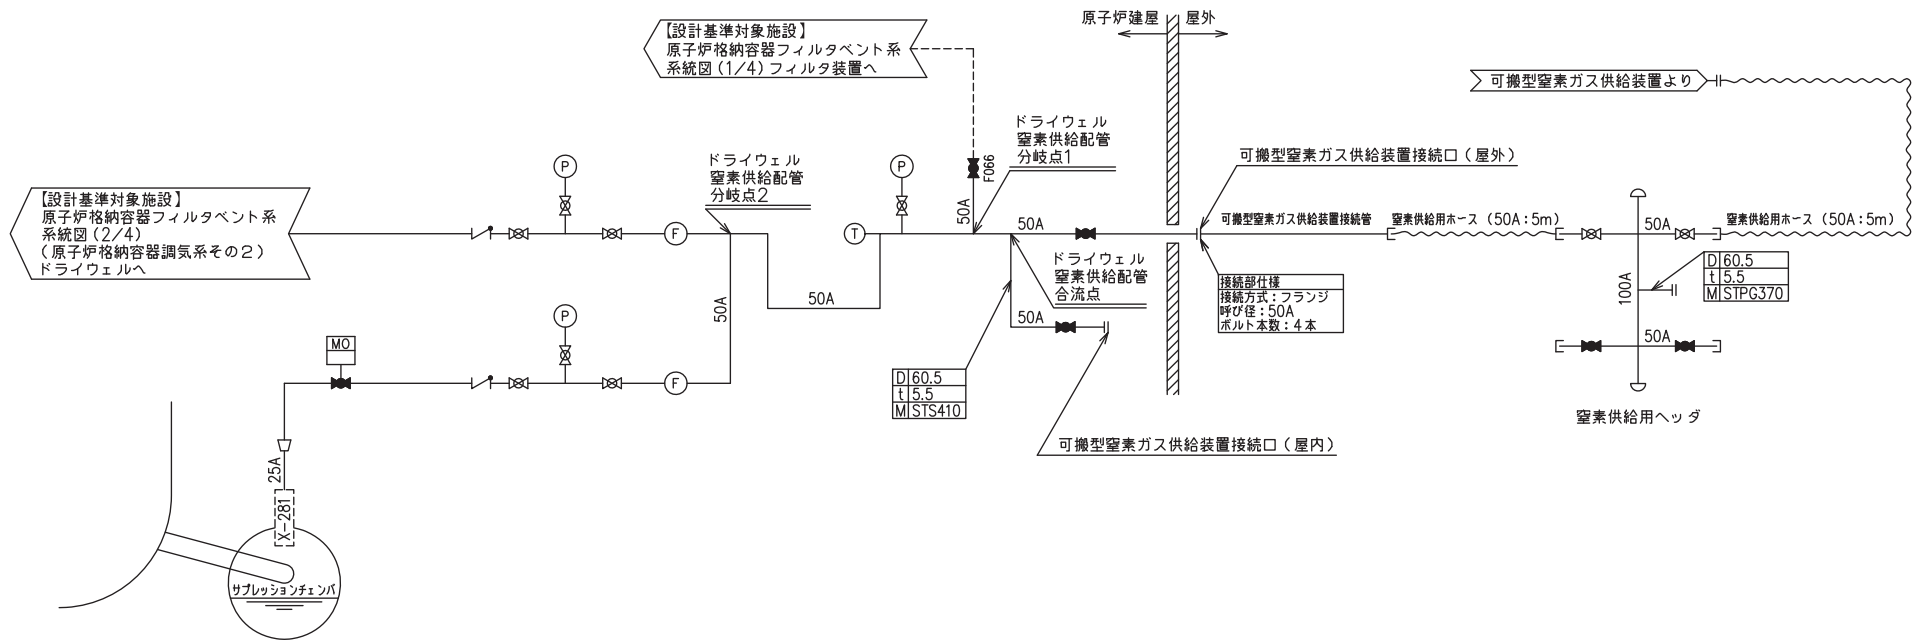 原子炉建屋
屋外
【設計基準対象施設】
原子炉格納容器フィルタベント系
系統図（1/4）フィルタ装置へ
可搬型窒素ガス供給装置より
F066
50A
ドライウェル
窒素供給配管
分岐点1
ドライウェル
窒素供給配管
分岐点2
P
P
可搬型窒素ガス供給装置接続口（屋外）
【設計基準対象施設】
原子炉格納容器フィルタベント系
系統図（2/4）
（原子炉格納容器調気系その2）
ドライウェルへ
F
T
50A
可搬型窒素ガス供給装置接続管
窒素供給用ホース（50A：5m）
50A
窒素供給用ホース（50A：5m）
ドライウェル
窒素供給配管
合流点
D 60.5
t 5.5
M STPG370
100A
接続部仕様
接続方式：フランジ
呼び径：50A
ボルト本数：4本
50A
50A
50A
50A
P
MO
F
D 60.5
t 5.5
M STS410
窒素供給用ヘッダ
可搬型窒素ガス供給装置接続口（屋内）
25A
X-281
サプレッションチェンバ